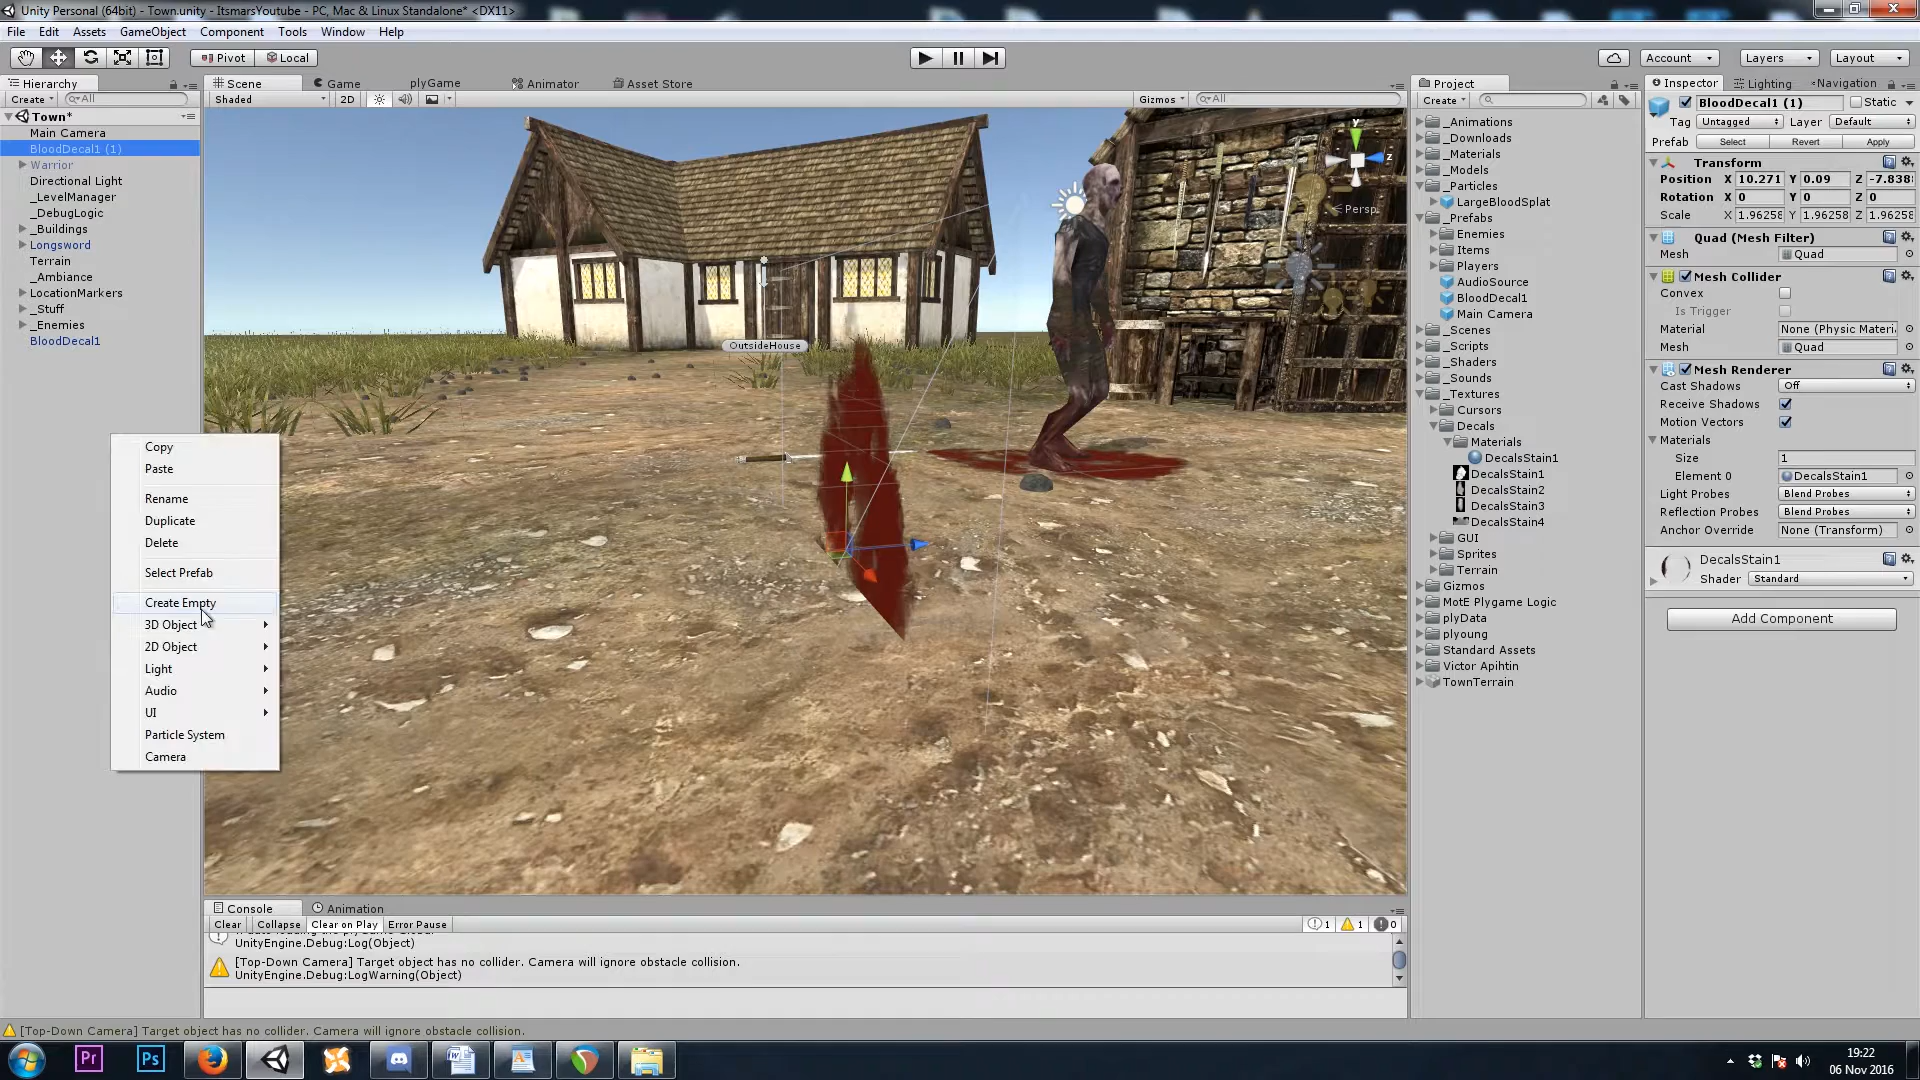 Unity Personal (64bit) - Town.unity - ItsmarsYoutube - PC, Mac & Linux Standalone* <DX11>
File Edit Assets GameObject Component Tools Window Help
Pivot Local Account Layers Layout
Hierarchy Scene Game plyGame Animator Asset Store Project Inspector Lighting Navigation
Create All Shaded 2D Gizmos All Create
Town*
Main Camera
BloodDecal1 (1)
Warrior
Directional Light
_LevelManager
_DebugLogic
_Buildings
Longsword
Terrain
_Ambiance
LocationMarkers
_Stuff
_Enemies
BloodDecal1
Copy
Paste
Rename
Duplicate
Delete
Select Prefab
Create Empty
3D Object
2D Object
Light
Audio
UI
Particle System
Camera
y
z
Persp
OutsideHouse
_Animations
_Downloads
_Materials
_Models
_Particles
LargeBloodSplat
_Prefabs
Enemies
Items
Players
AudioSource
BloodDecal1
Main Camera
_Scenes
_Scripts
_Shaders
_Sounds
_Textures
Cursors
Decals
Materials
DecalsStain1
DecalsStain1
DecalsStain2
DecalsStain3
DecalsStain4
GUI
Sprites
Terrain
Gizmos
MotE Plygame Logic
plyData
plyoung
Standard Assets
Victor Apihtin
TownTerrain
BloodDecal1 (1) Static
Tag Untagged Layer Default
Prefab Select Revert Apply
Transform
Position X 10.271 Y 0.09 Z -7.838
Rotation X 0 Y 0 Z 0
Scale X 1.96258 Y 1.96258 Z 1.96258
Quad (Mesh Filter)
Mesh Quad
Mesh Collider
Convex
Is Trigger
Material None (Physic Materi
Mesh Quad
Mesh Renderer
Cast Shadows Off
Receive Shadows
Motion Vectors
Materials
Size 1
Element 0 DecalsStain1
Light Probes Blend Probes
Reflection Probes Blend Probes
Anchor Override None (Transform)
DecalsStain1
Shader Standard
Add Component
Console Animation
Clear Collapse Clear on Play Error Pause 1 1 0
UnityEngine.Debug:Log(Object)
[Top-Down Camera] Target object has no collider. Camera will ignore obstacle collision.
UnityEngine.Debug:LogWarning(Object)
[Top-Down Camera] Target object has no collider. Camera will ignore obstacle collision.
Pr Ps
19:22
06 Nov 2016